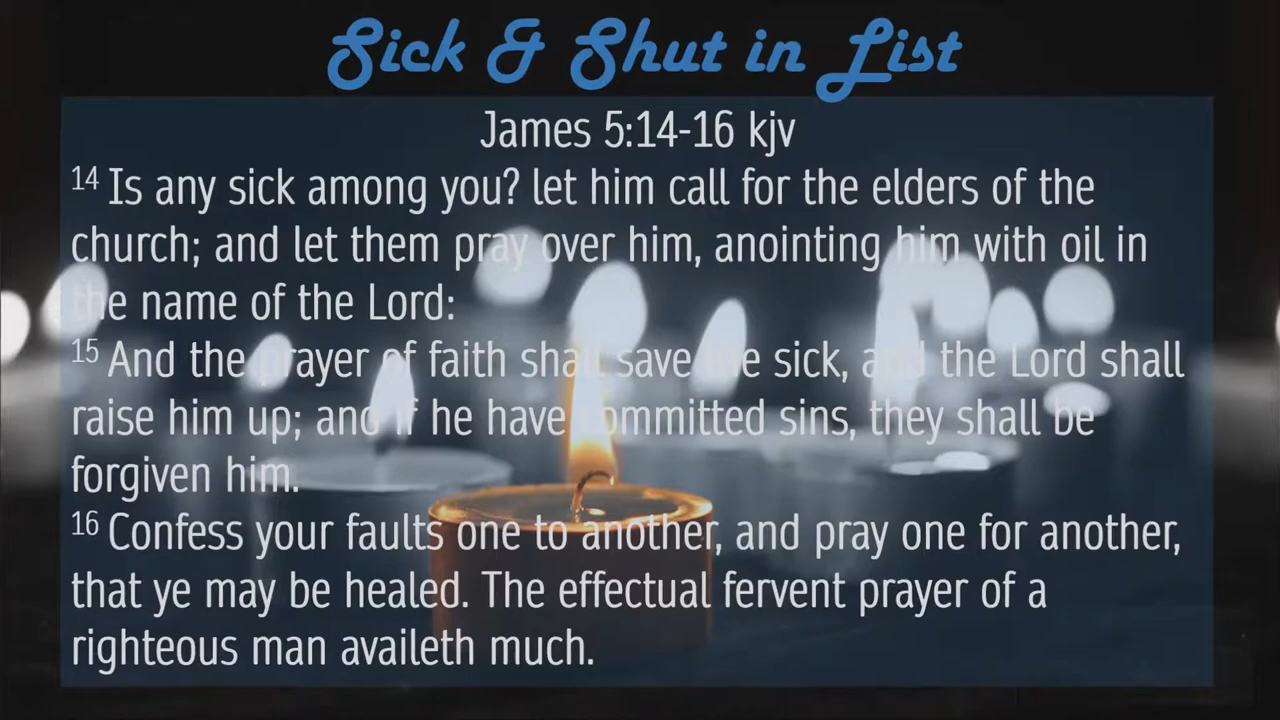 Sick & Shut in List
James 5:14-16 kjv
14 Is any sick among you? let him call for the elders of the
church; and let them pray over him, anointing him with oil in
the name of the Lord:
15 And the prayer of faith shall save the sick, and the Lord shall
raise him up; and if he have committed sins, they shall be
forgiven him.
16 Confess your faults one to another, and pray one for another,
that ye may be healed. The effectual fervent prayer of a
righteous man availeth much.